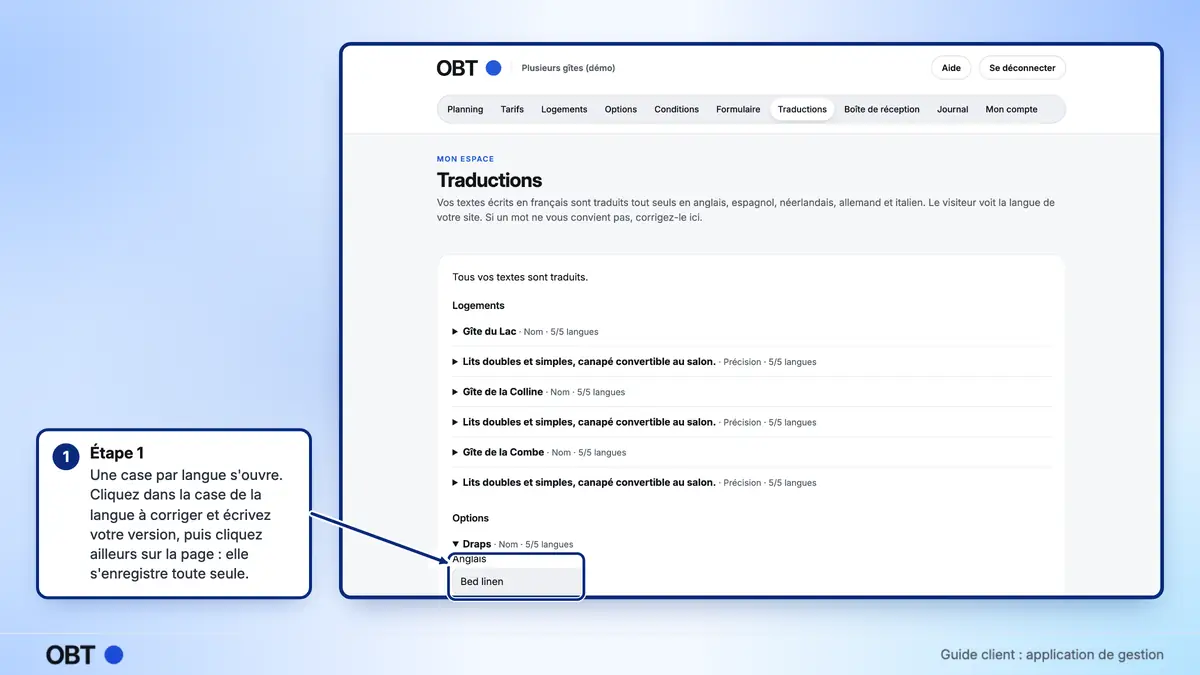 OBT
Plusieurs gîtes (démo)
Aide
Se déconnecter
Planning
Tarifs
Logements
Options
Conditions
Formulaire
Traductions
Boîte de réception
Journal
Mon compte
MON ESPACE
Traductions
Vos textes écrits en français sont traduits tout seuls en anglais, espagnol, néerlandais, allemand et italien. Le visiteur voit la langue de
votre site. Si un mot ne vous convient pas, corrigez-le ici.
Tous vos textes sont traduits.
Logements
Gîte du Lac · Nom · 5/5 langues
Lits doubles et simples, canapé convertible au salon. · Précision · 5/5 langues
Gîte de la Colline · Nom · 5/5 langues
Lits doubles et simples, canapé convertible au salon. · Précision · 5/5 langues
Gîte de la Combe · Nom · 5/5 langues
Lits doubles et simples, canapé convertible au salon. · Précision · 5/5 langues
Options
Draps · Nom · 5/5 langues
Anglais
Bed linen
1
Étape 1
Une case par langue s'ouvre.
Cliquez dans la case de la
langue à corriger et écrivez
votre version, puis cliquez
ailleurs sur la page : elle
s'enregistre toute seule.
OBT
Guide client : application de gestion